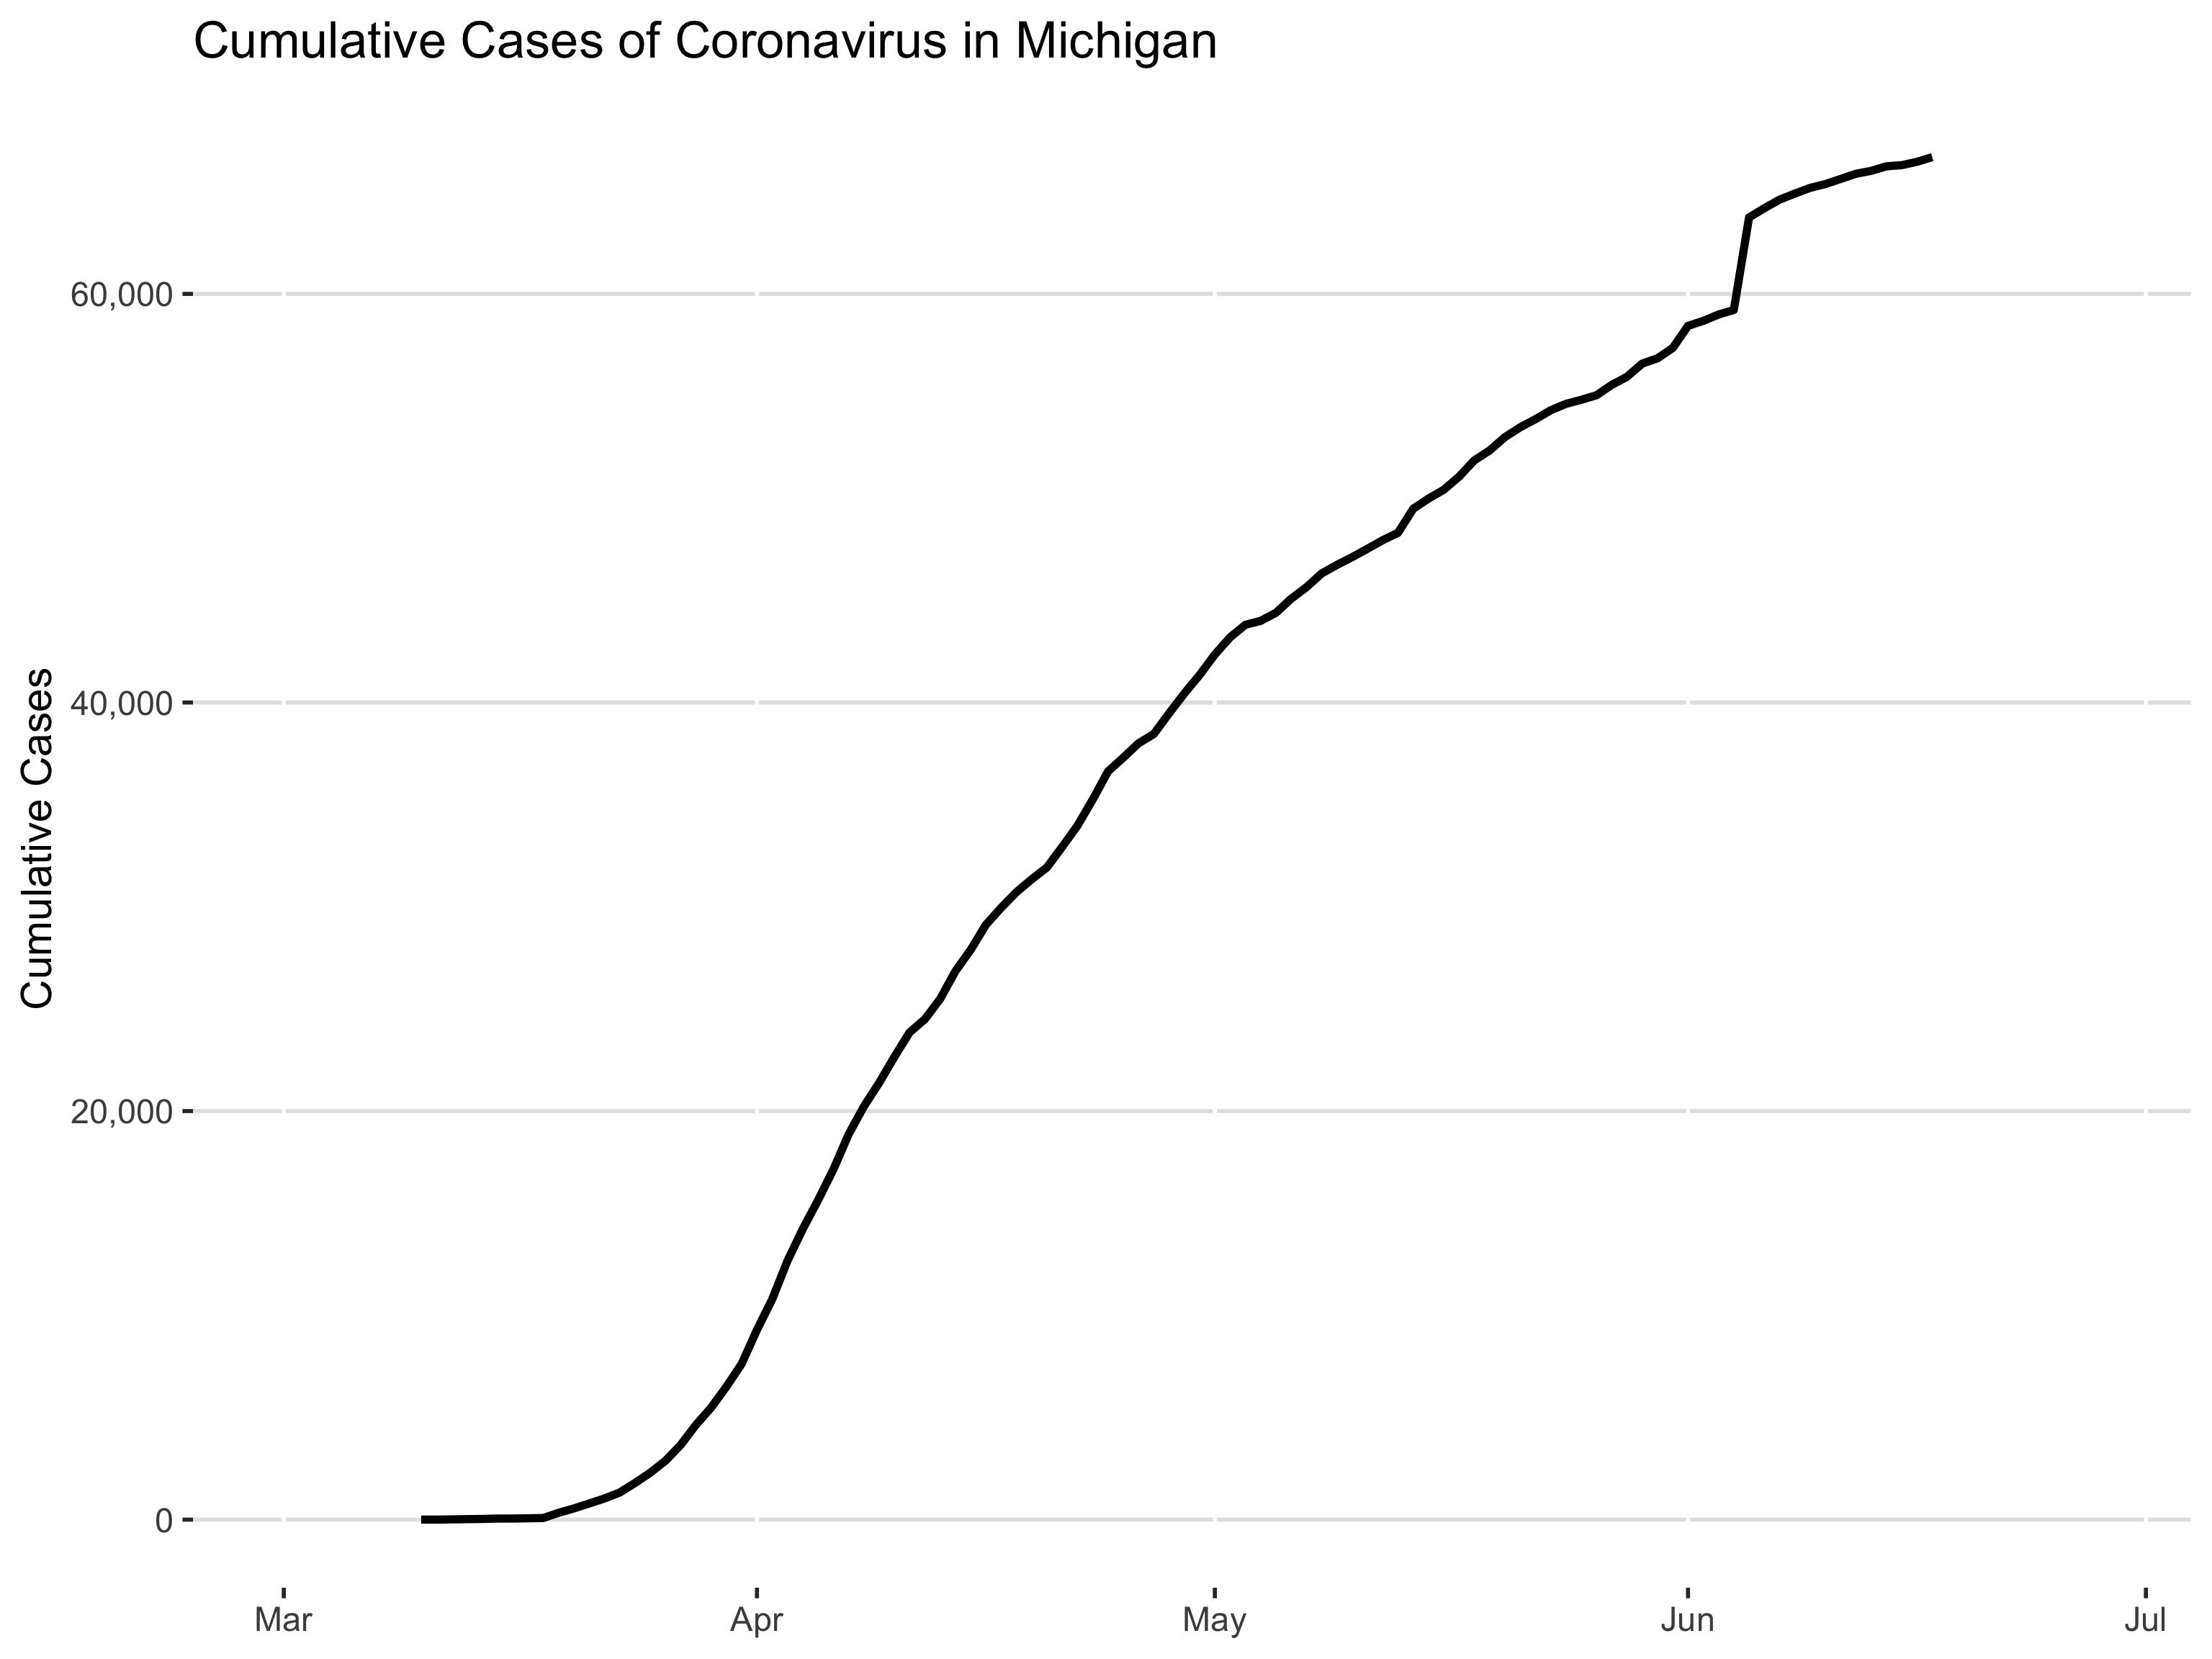 Cumulative Cases of Coronavirus in Michigan
Cumulative Cases
60,000
40,000
20,000
0
Mar
Apr
May
Jun
Jul